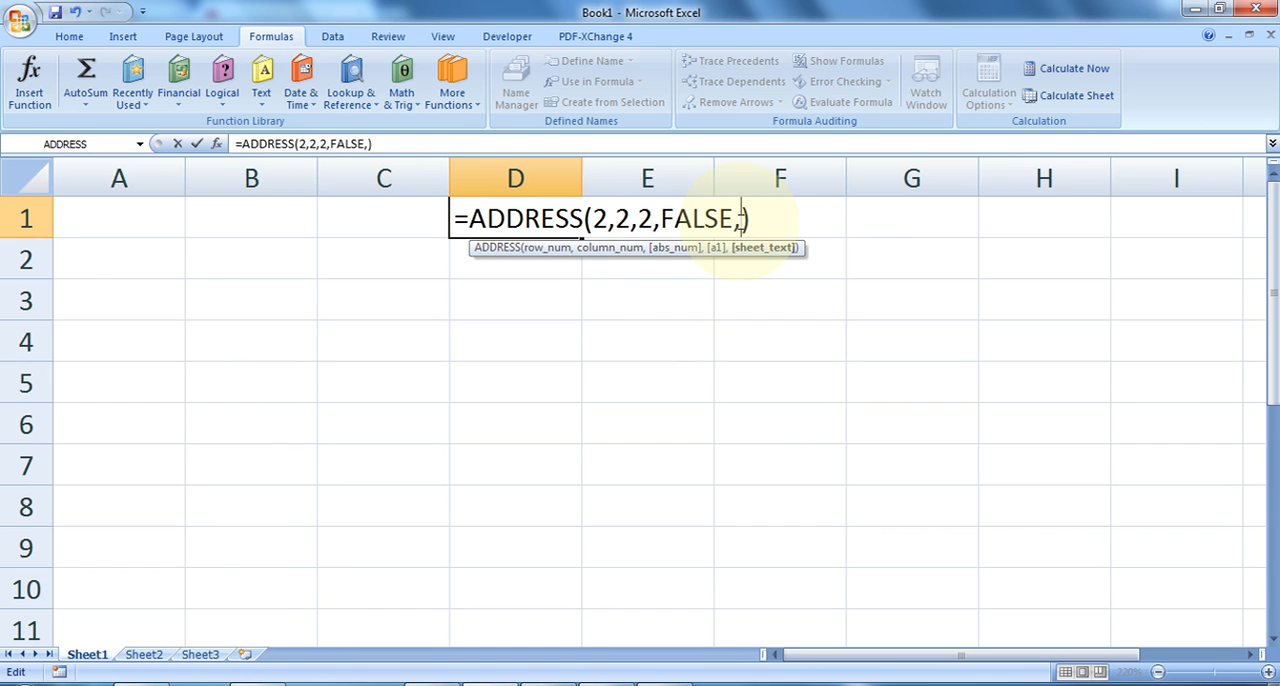 Book1 - Microsoft Excel
Home Insert Page Layout Formulas Data Review View Developer PDF-XChange 4
fx Σ ? A θ
Insert Function AutoSum Recently Used Financial Logical Text Date & Time Lookup & Reference Math & Trig More Functions
Function Library
Name Manager
Define Name
Use in Formula
Create from Selection
Defined Names
Trace Precedents Show Formulas
Trace Dependents Error Checking
Remove Arrows Evaluate Formula
Watch Window
Formula Auditing
Calculation Options
Calculate Now
Calculate Sheet
Calculation
ADDRESS fx =ADDRESS(2,2,2,FALSE,)
A B C D E F G H I
1 =ADDRESS(2,2,2,FALSE,)
ADDRESS(row_num, column_num, [abs_num], [a1], [sheet_text])
2
3
4
5
6
7
8
9
10
11
Sheet1 Sheet2 Sheet3
Edit 220%